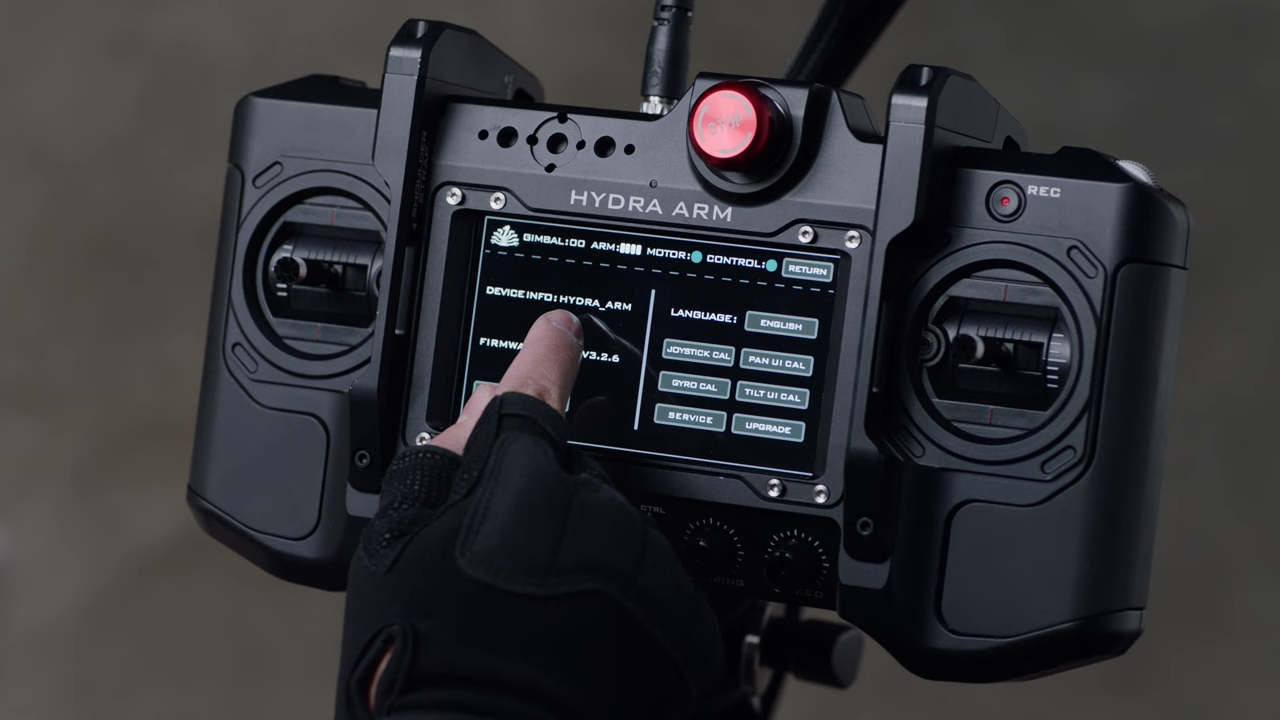 STOP
REC
HYDRA ARM
GIMBAL:00 ARM: MOTOR: CONTROL: RETURN
DEVICE INFO: HYDRA_ARM
V3.2.6
LANGUAGE: ENGLISH
JOYSTICK CAL PAN UI CAL
GYRO CAL TILT UI CAL
SERVICE UPGRADE
CTRL